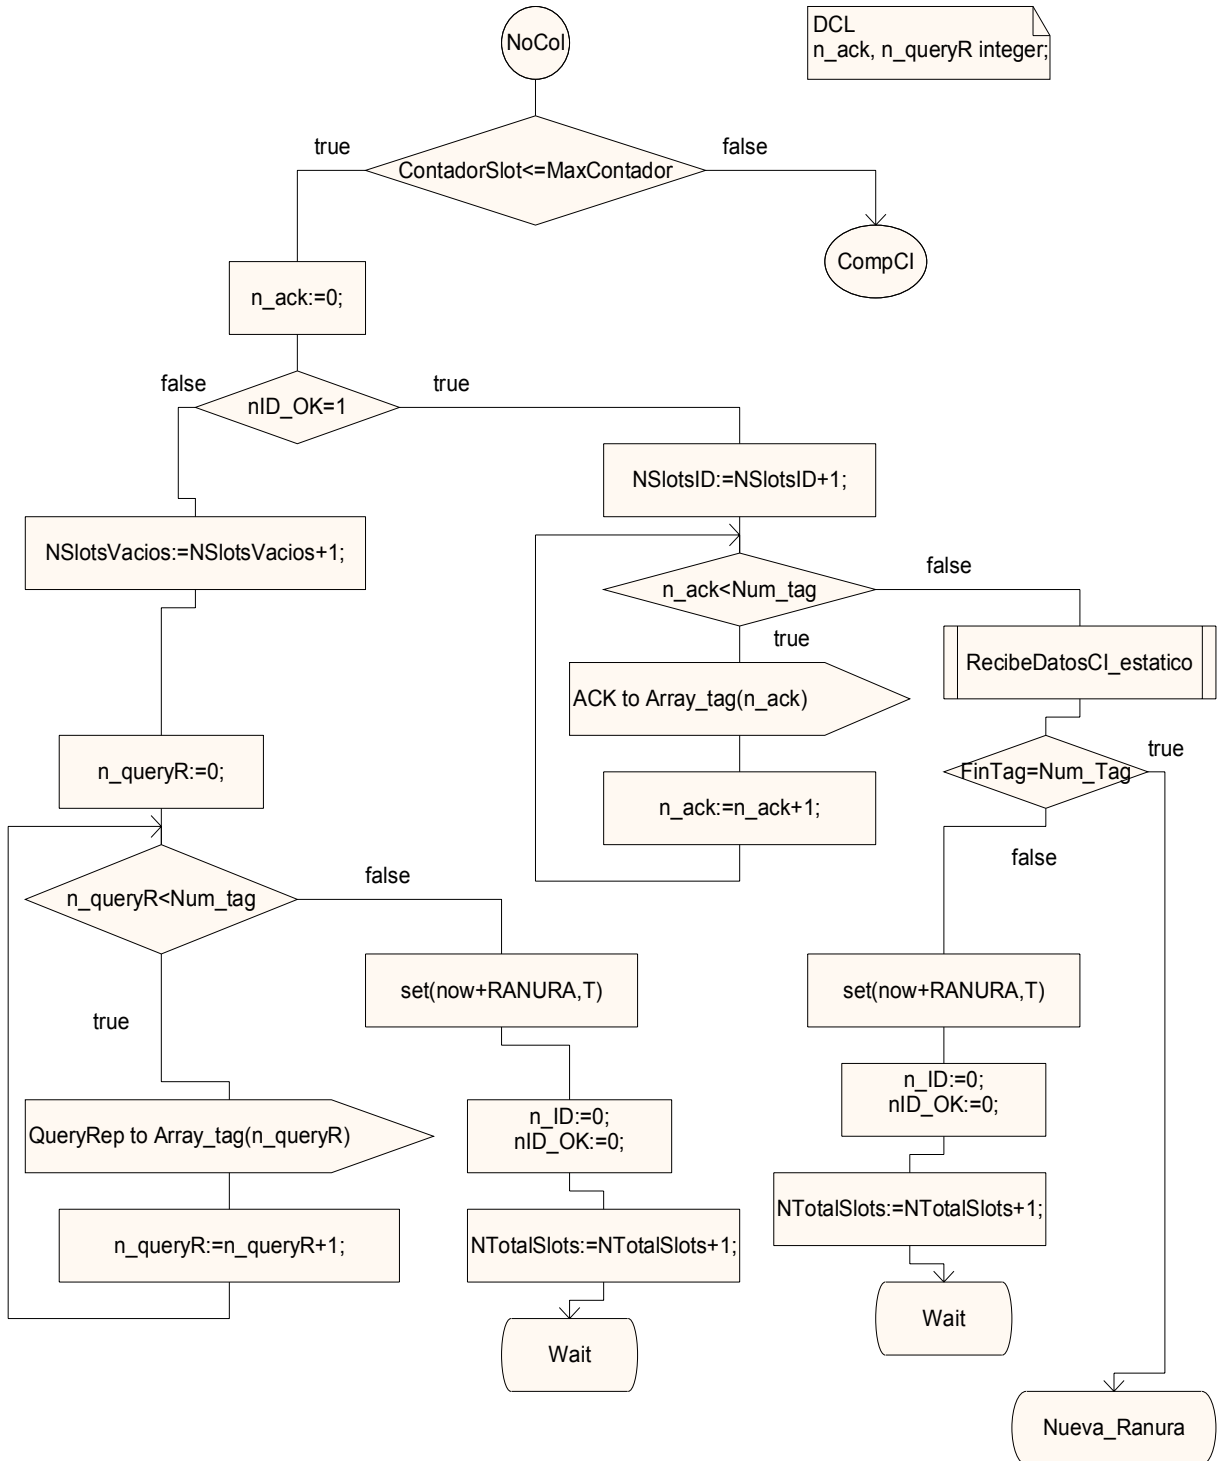 NoCol
DCL
n_ack, n_queryR integer;
true
false
ContadorSlot<=MaxContador
CompCI
n_ack:=0;
false
true
nID_OK=1
NSlotsID:=NSlotsID+1;
NSlotsVacios:=NSlotsVacios+1;
false
n_ack<Num_tag
true
RecibeDatosCI_estatico
ACK to Array_tag(n_ack)
true
n_queryR:=0;
FinTag=Num_Tag
n_ack:=n_ack+1;
false
false
n_queryR<Num_tag
set(now+RANURA,T)
set(now+RANURA,T)
true
n_ID:=0;
nID_OK:=0;
n_ID:=0;
nID_OK:=0;
QueryRep to Array_tag(n_queryR)
NTotalSlots:=NTotalSlots+1;
n_queryR:=n_queryR+1;
NTotalSlots:=NTotalSlots+1;
Wait
Wait
Nueva_Ranura